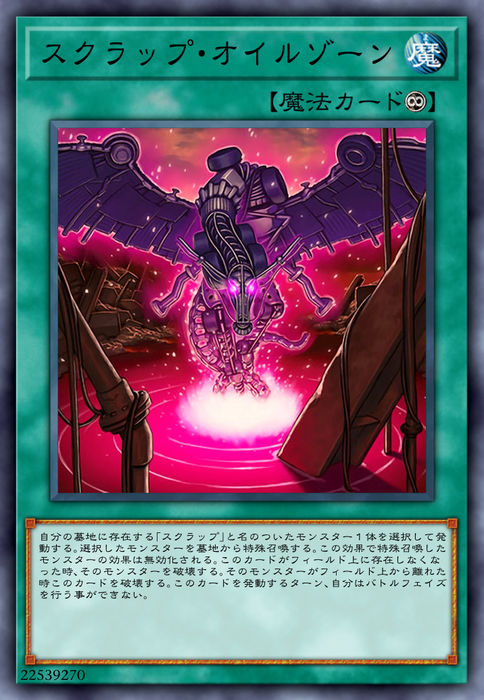 スクラップ・オイルゾーン
魔
【魔法カード∞】
自分の墓地に存在する「スクラップ」と名のついたモンスター１体を選択して発
動する。選択したモンスターを墓地から特殊召喚する。この効果で特殊召喚した
モンスターの効果は無効化される。このカードがフィールド上に存在しなくな
った時、そのモンスターを破壊する。そのモンスターがフィールド上から離れた
時このカードを破壊する。このカードを発動するターン、自分はバトルフェイズ
を行う事ができない。
22539270